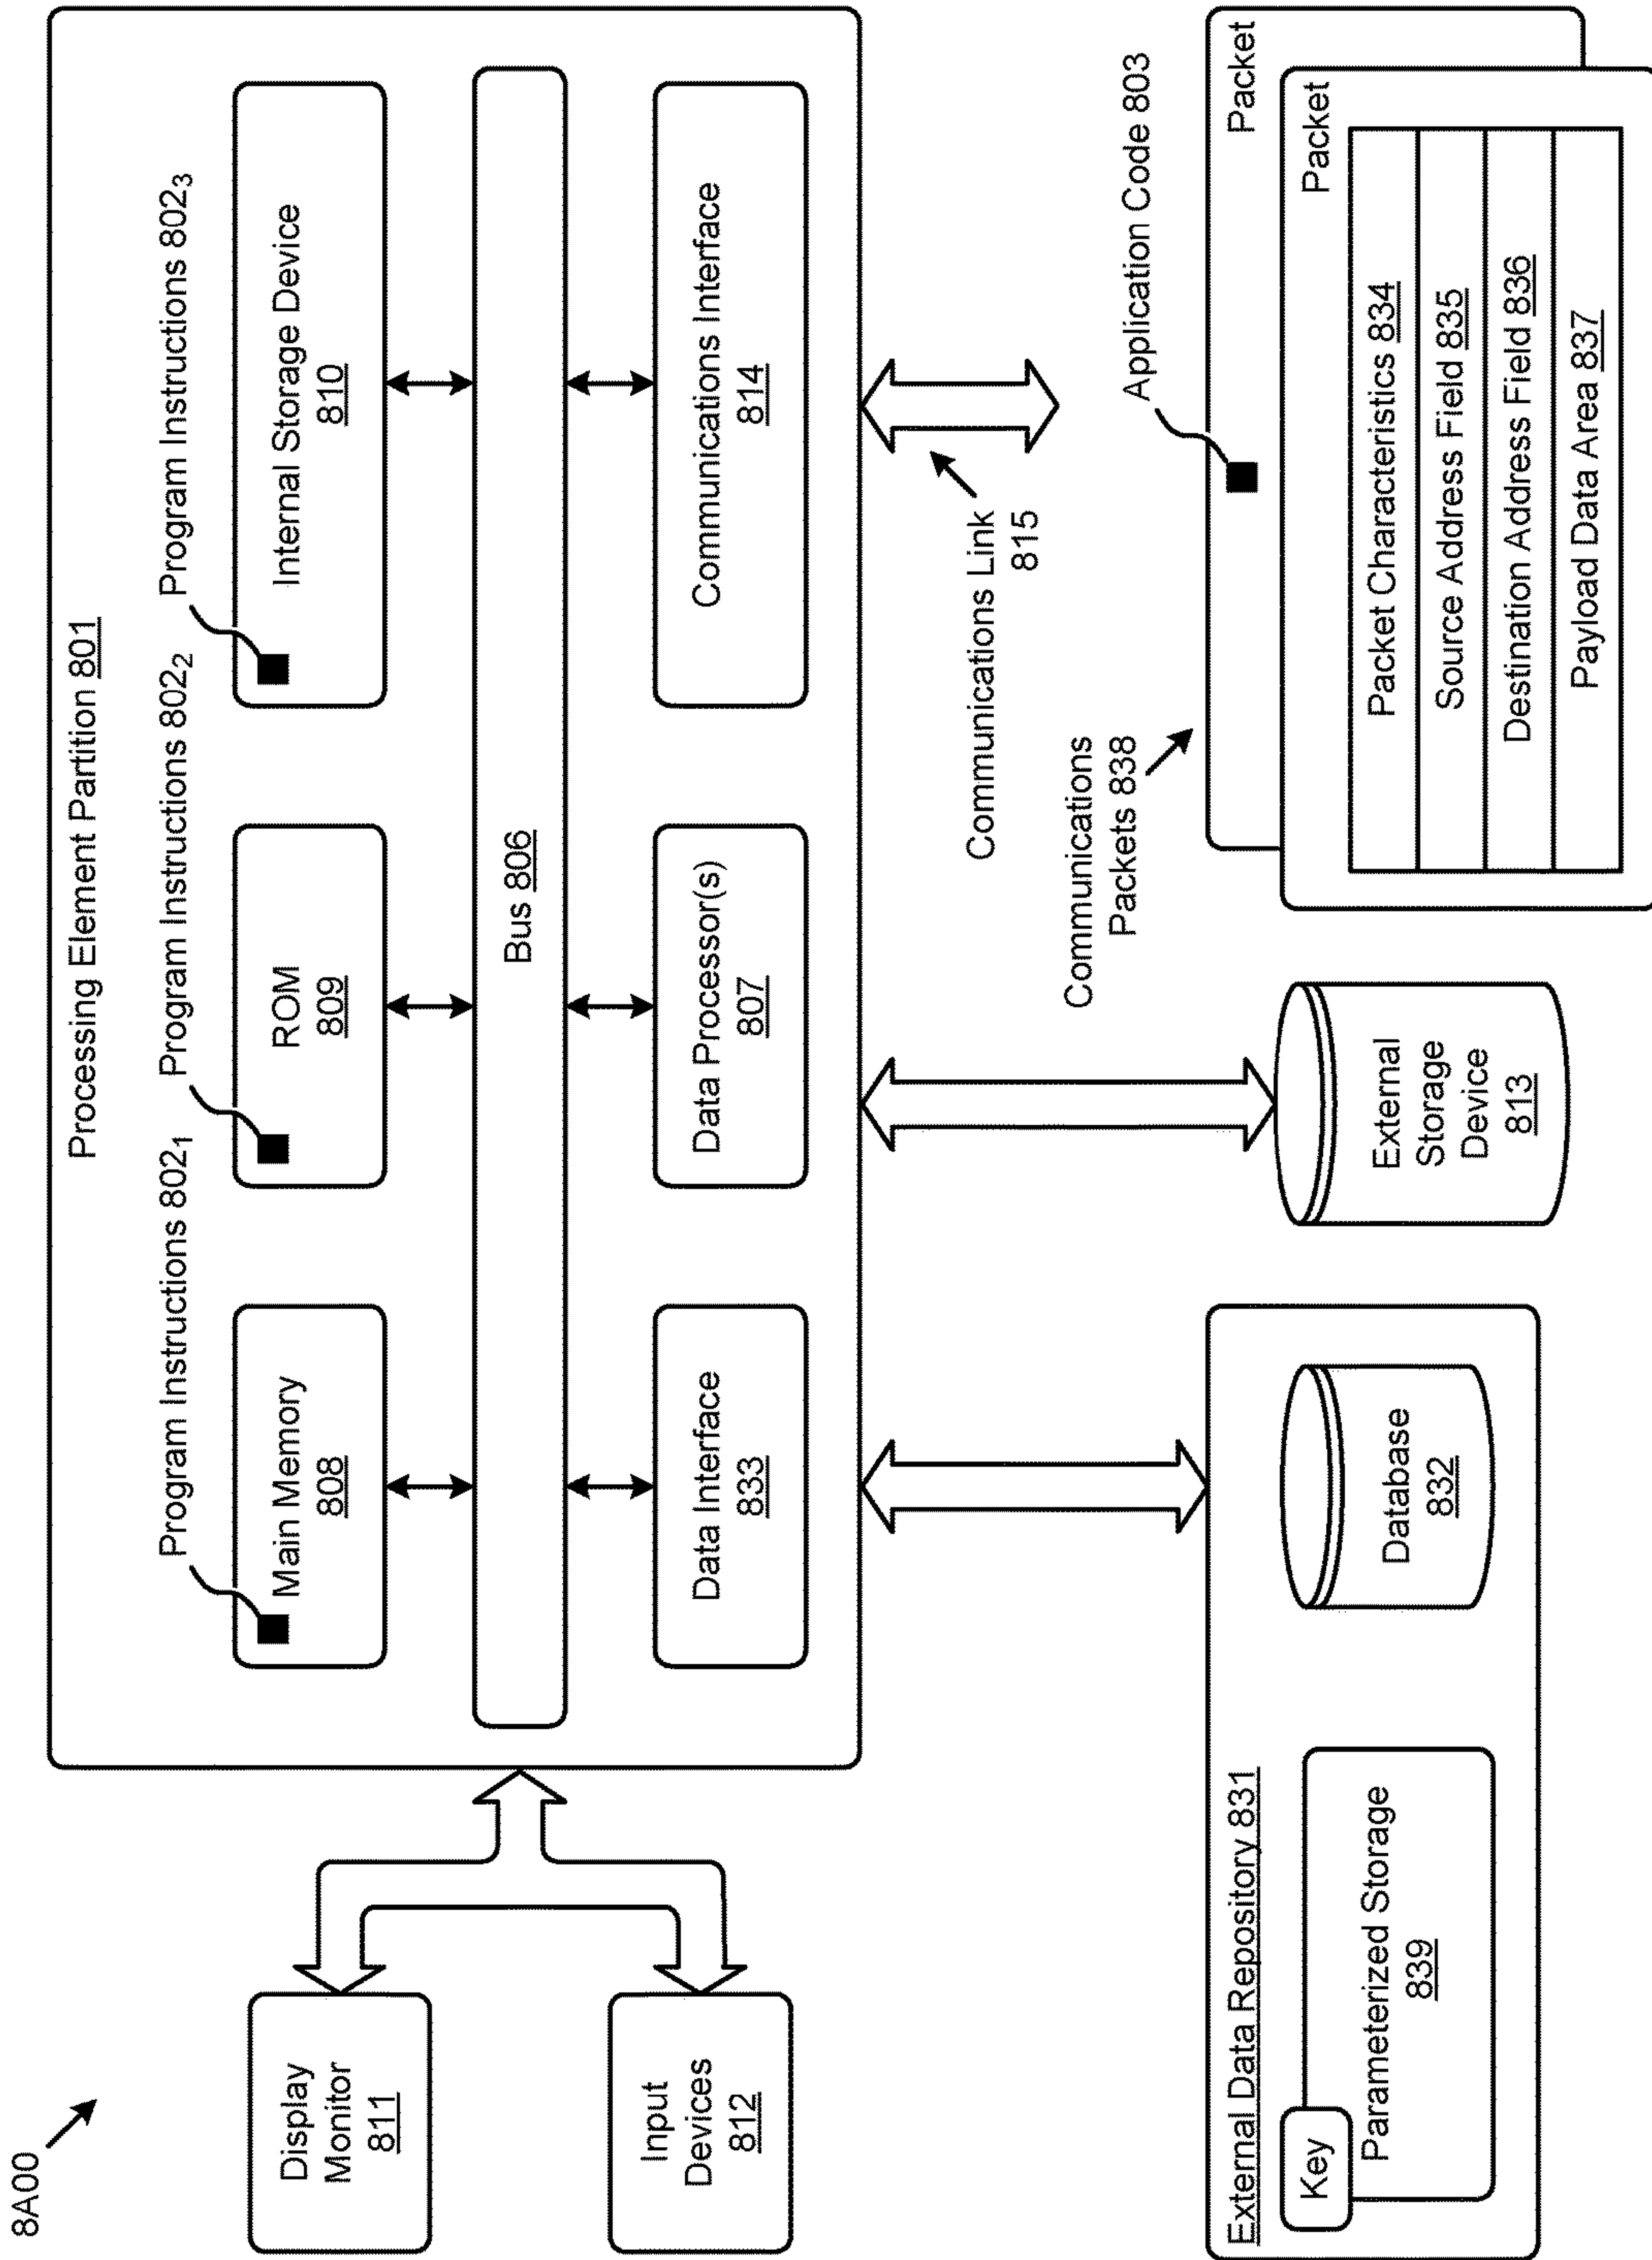 8A00
Processing Element Partition 801
Program Instructions 802₁
Program Instructions 802₂
Program Instructions 802₃
Main Memory
808
ROM
809
Internal Storage Device
810
Display
Monitor
811
Bus 806
Input
Devices
812
Data Interface
833
Data Processor(s)
807
Communications Interface
814
Communications Link
815
Communications
Packets 838
Application Code 803
External Data Repository 831
Key
Parameterized Storage
839
Database
832
External
Storage
Device
813
Packet
Packet
Packet Characteristics 834
Source Address Field 835
Destination Address Field 836
Payload Data Area 837